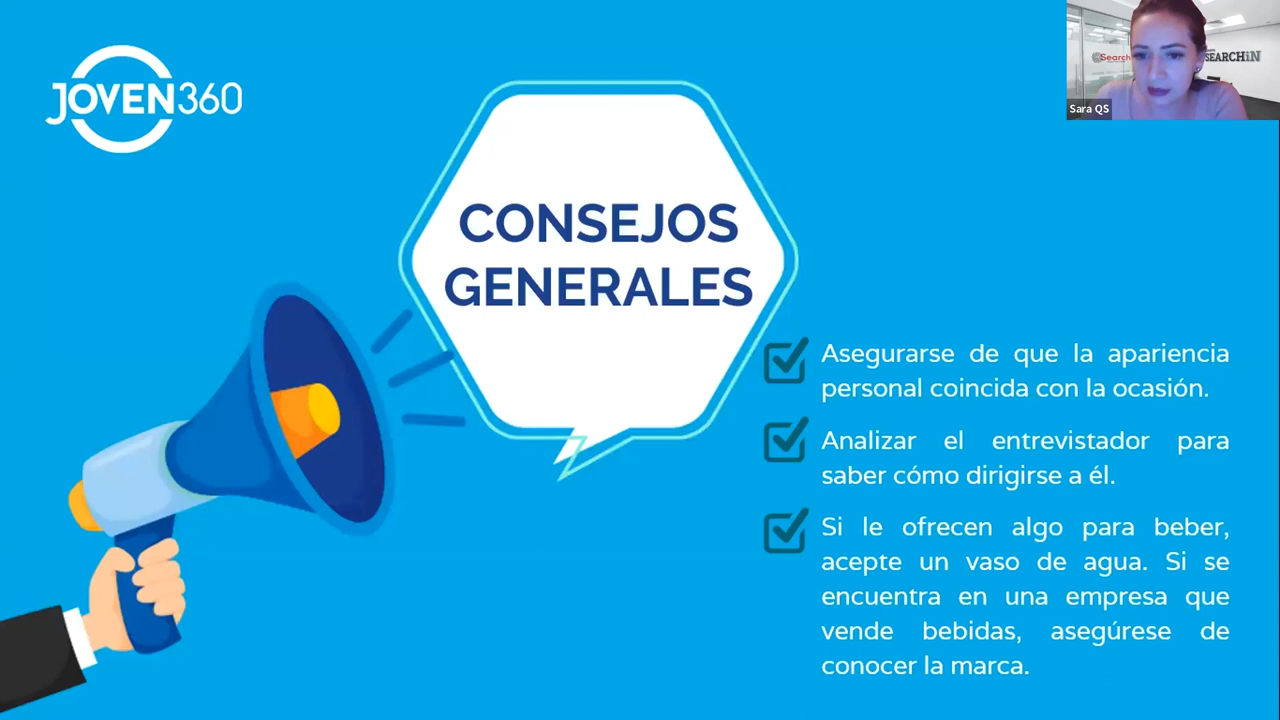 JOVEN360
Search
SEARCHiN
Sara QS
CONSEJOS
GENERALES
Asegurarse de que la apariencia
personal coincida con la ocasión.
Analizar el entrevistador para
saber cómo dirigirse a él.
Si le ofrecen algo para beber,
acepte un vaso de agua. Si se
encuentra en una empresa que
vende bebidas, asegúrese de
conocer la marca.